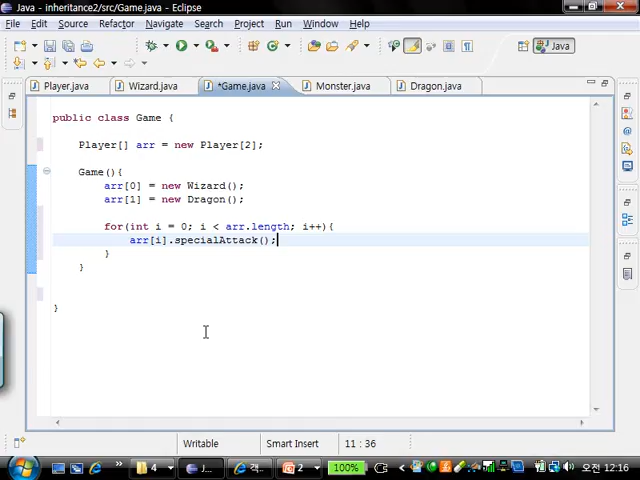 Java - inheritance2/src/Game.java - Eclipse
File Edit Source Refactor Navigate Search Project Run Window Help
Java
Player.java Wizard.java *Game.java Monster.java Dragon.java
public class Game {
Player[] arr = new Player[2];
Game(){
arr[0] = new Wizard();
arr[1] = new Dragon();
for(int i = 0; i < arr.length; i++){
arr[i].specialAttack();
}
}
}
Writable Smart Insert 11 : 36
4 J... 객... 2 100% 오전 12:16